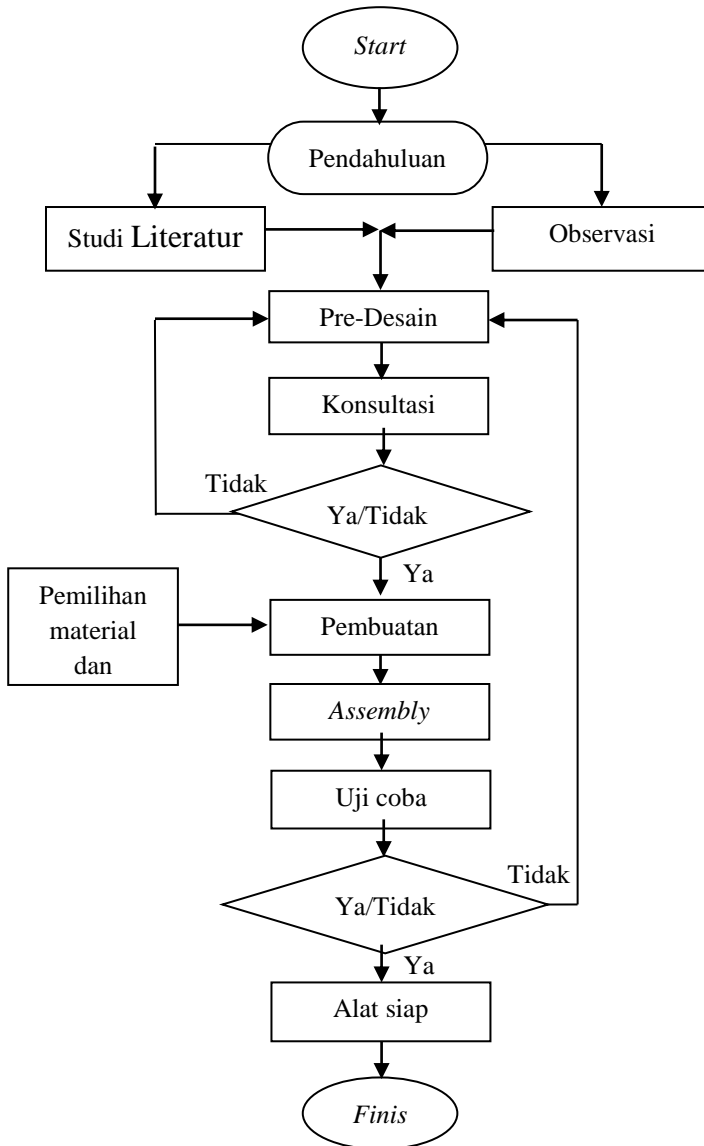 Start
Pendahuluan
Studi Literatur
Observasi
Pre-Desain
Konsultasi
Tidak
Ya/Tidak
Ya
Pemilihan
material
dan
Pembuatan
Assembly
Uji coba
Tidak
Ya/Tidak
Ya
Alat siap
Finis